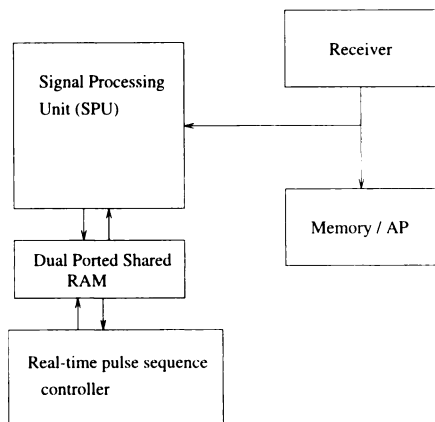 Receiver
Signal Processing
Unit (SPU)
Memory / AP
Dual Ported Shared
RAM
Real-time pulse sequence
controller